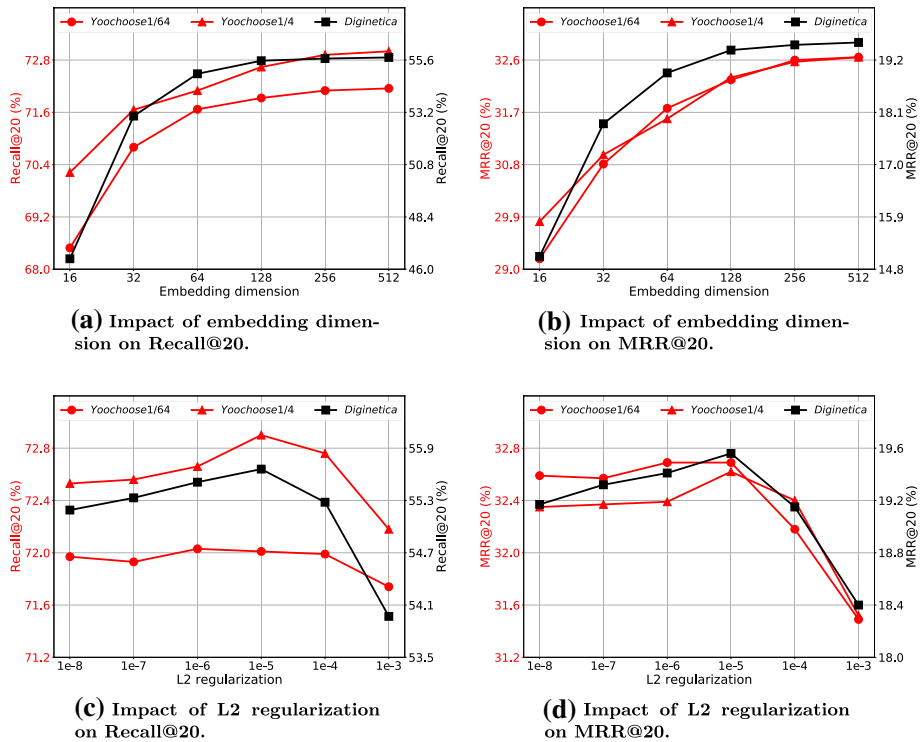 Yoochoose1/64 Yoochoose1/4 Diginetica
72.8
71.6
70.4
69.2
68.0
Recall@20 (%)
55.6
53.2
50.8
48.4
46.0
Recall@20 (%)
16 32 64 128 256 512
Embedding dimension
(a) Impact of embedding dimen-
sion on Recall@20.
Yoochoose1/64 Yoochoose1/4 Diginetica
32.6
31.7
30.8
29.9
29.0
MRR@20 (%)
19.2
18.1
17.0
15.9
14.8
MRR@20 (%)
16 32 64 128 256 512
Embedding dimension
(b) Impact of embedding dimen-
sion on MRR@20.
Yoochoose1/64 Yoochoose1/4 Diginetica
72.8
72.4
72.0
71.6
71.2
Recall@20 (%)
55.9
55.3
54.7
54.1
53.5
Recall@20 (%)
1e-8 1e-7 1e-6 1e-5 1e-4 1e-3
L2 regularization
(c) Impact of L2 regularization
on Recall@20.
Yoochoose1/64 Yoochoose1/4 Diginetica
32.8
32.4
32.0
31.6
31.2
MRR@20 (%)
19.6
19.2
18.8
18.4
18.0
MRR@20 (%)
1e-8 1e-7 1e-6 1e-5 1e-4 1e-3
L2 regularization
(d) Impact of L2 regularization
on MRR@20.